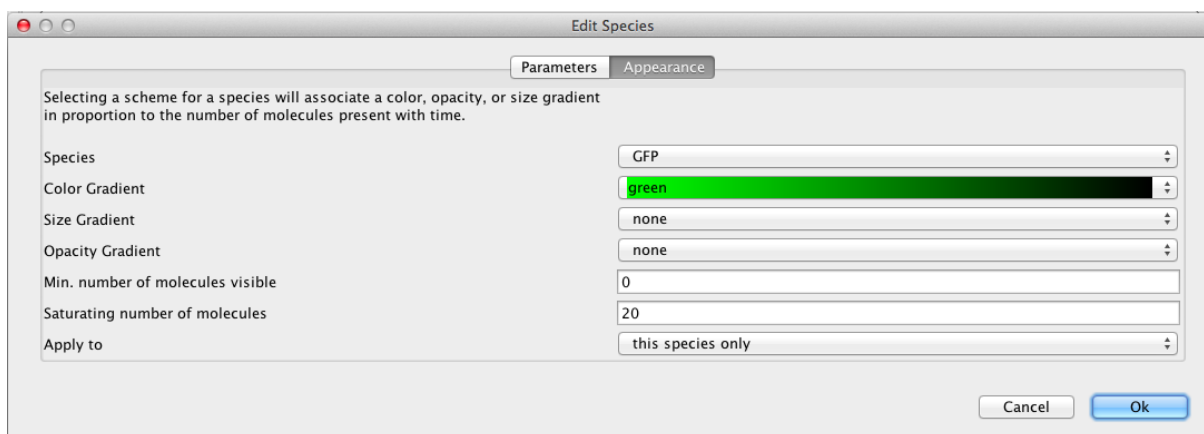 Edit Species
Parameters Appearance
Selecting a scheme for a species will associate a color, opacity, or size gradient
in proportion to the number of molecules present with time.
Species GFP
Color Gradient green
Size Gradient none
Opacity Gradient none
Min. number of molecules visible 0
Saturating number of molecules 20
Apply to this species only
Cancel Ok